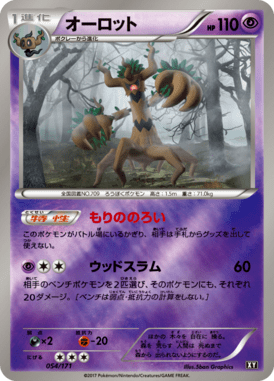 1進化
オーロット
HP110
ボクレーから進化
全国図鑑NO.709 ろうぼくポケモン 高さ:1.5m 重さ:71.0kg
特性 もりののろい
このポケモンがバトル場にいるかぎり、相手は手札からグッズを出して
使えない。
ウッドスラム 60
相手のベンチポケモンを2匹選び、そのポケモンにも、それぞれ
20ダメージ。[ベンチは弱点・抵抗力の計算をしない。]
×2
-20
にげる
054/171
illus.5ban Graphics
©2017 Pokémon/Nintendo/Creatures/GAME FREAK.
XY